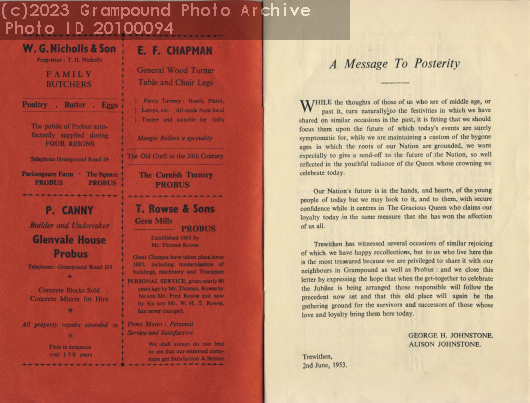 (c)2023 Grampound Photo Archive
Photo ID 20100094
W. G. Nicholls & Son
Proprietor : T. H. Nicholls
FAMILY
BUTCHERS
Poultry . Butter . Eggs
The public of Probus satis-
factorily supplied during
FOUR REIGNS
Telephone Grampound Road 49
Parkengears Farm - The Square
PROBUS PROBUS
P. CANNY
Builder and Undertaker
Glenvale House
Probus
Telephone : Grampound Road 103
Concrete Blocks Sold
Concrete Mixers for Hire
All property repairs attended to
Firm in existence
over 150 years
E. F. CHAPMAN
General Wood Turner
Table and Chair Legs
Fancy Turnery : Bowls, Plates,
Lamps, etc. All made from local
Timber and suitable for Gifts
Mangle Rollers a speciality
The Old Craft in the 20th Century
The Cornish Turnery
PROBUS
T. Rowse & Sons
Geen Mills
PROBUS
Established 1865 by
Mr. Thomas Rowse
Great Changes have taken place since
1865, including modernisation of
buildings, machinery and Transport
PERSONAL SERVICE, given nearly 90
years ago by Mr. Thomas, Rowse by
his son Mr. Fred Rowse and now
by his son Mr. W. H. T. Rowse,
has never changed.
Firms Motto : Personal
Service and Satisfaction
We shall always do our best
to see that our esteemed custo-
mers get Satisfaction & Service
A Message To Posterity
WHILE the thoughts of those of us who are of middle age, or
past it, turn naturally to the festivities in which we have
shared on similar occasions in the past, it is fitting that we should
focus them upon the future of which today's events are surely
symptomatic for, while we are maintaining a custom of the bygone
ages in which the roots of our Nation are grounded, we want
especially to give a send-off to the future of the Nation, so well
reflected in the youthful radiance of the Queen whose crowning we
celebrate today.
Our Nation's future is in the hands, and hearts, of the young
people of today but we may look to it, and to them, with secure
confidence while it centres in The Gracious Queen who claims our
loyalty today in the same measure that she has won the affection
of us all.
Trewithen has witnessed several occasions of similar rejoicing
of which we have happy recollections, but to us who live here this
is the most treasured because we are privileged to share it with our
neighbours in Grampound as well as Probus : and we close this
letter by expressing the hope that when the get-together to celebrate
the Jubilee is being arranged those responsible will follow the
precedent now set and that this old place will again be the
gathering ground for the survivors and successors of those whose
love and loyalty bring them here today.
GEORGE H. JOHNSTONE.
ALISON JOHNSTONE.
Trewithen,
2nd June, 1953.